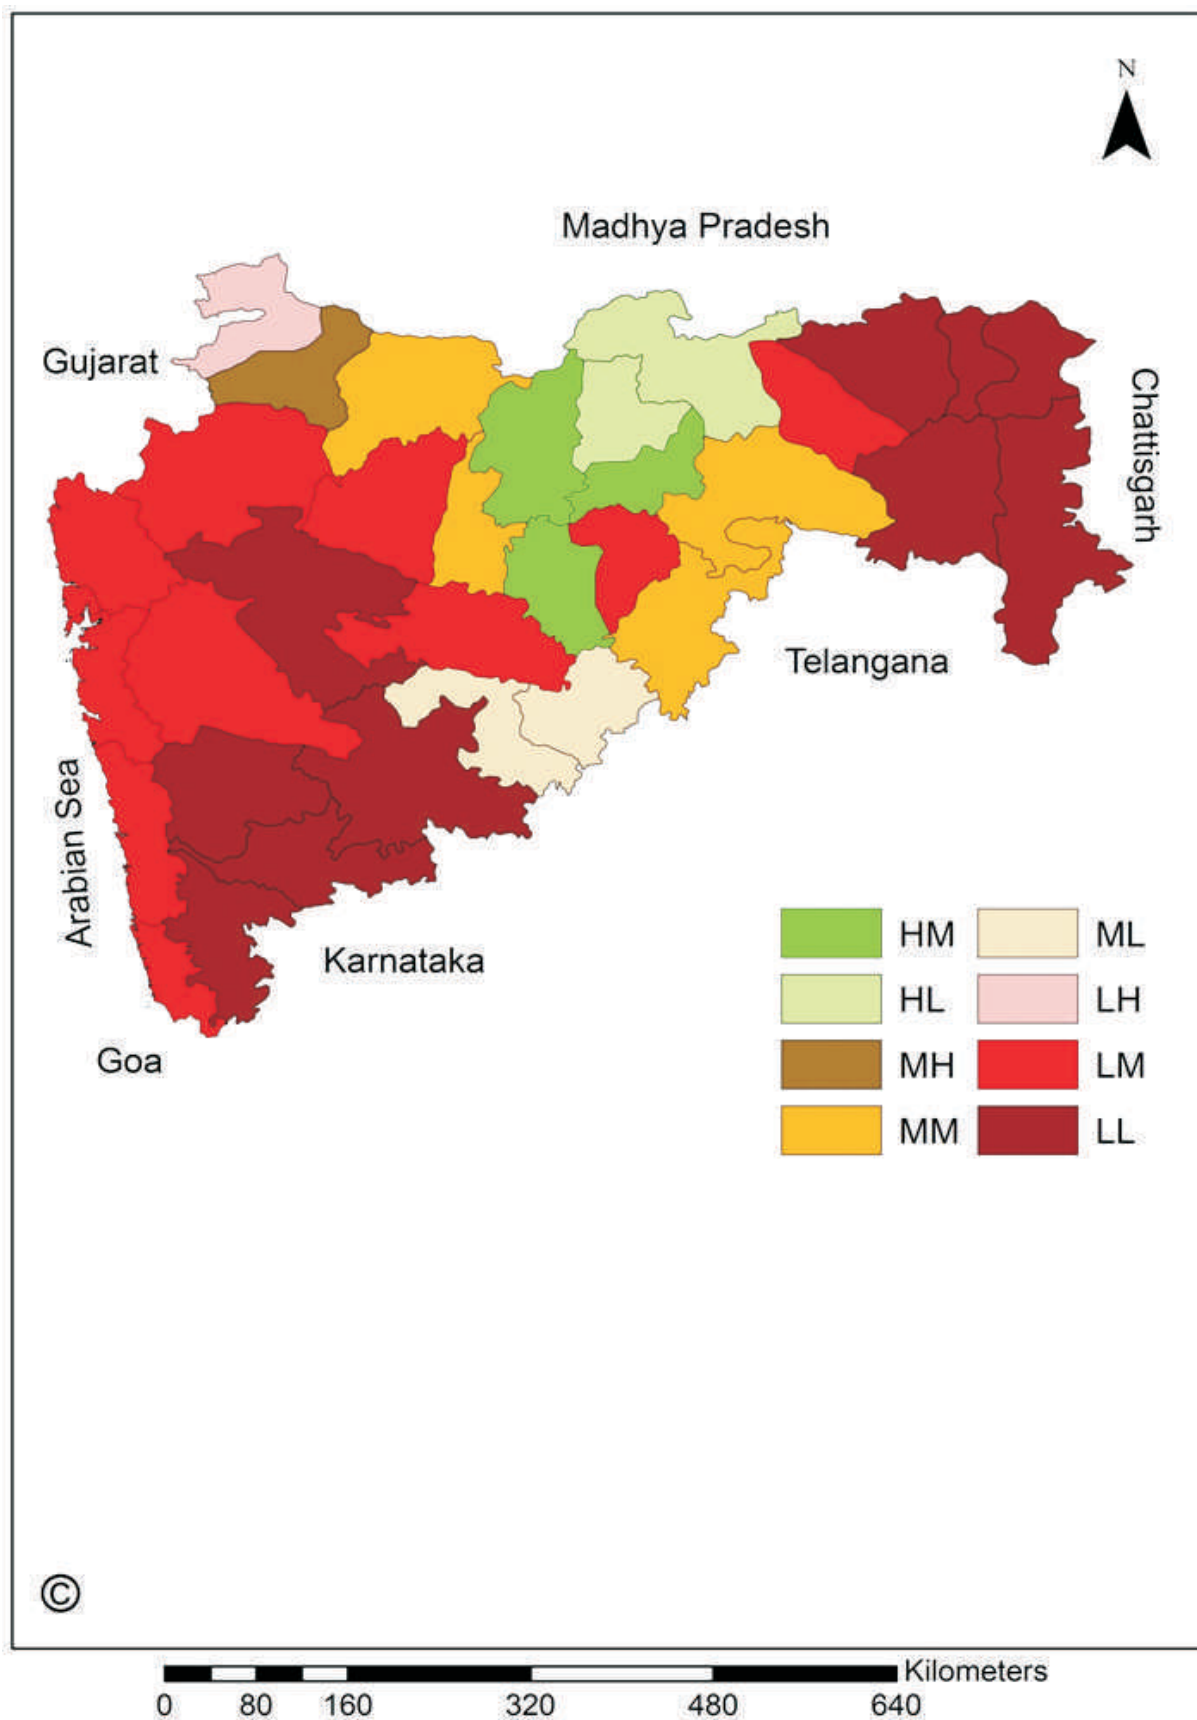 N
Madhya Pradesh
Gujarat
Chattisgarh
Telangana
Arabian Sea
Karnataka
Goa
HM ML
HL LH
MH LM
MM LL
©
Kilometers
0 80 160 320 480 640